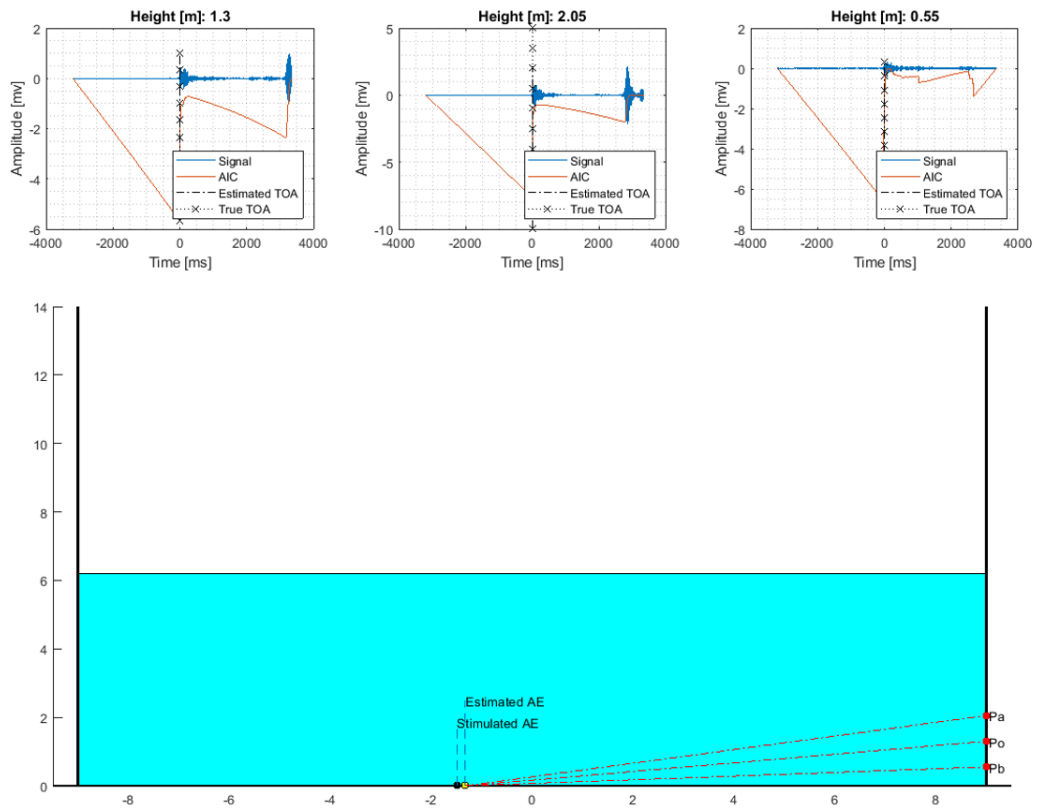 Height [m]: 1.3
Amplitude [mv]
2
0
-2
-4
-6
-4000 -2000 0 2000 4000
Time [ms]
Signal
AIC
Estimated TOA
True TOA
Height [m]: 2.05
Amplitude [mv]
5
0
-5
-10
-4000 -2000 0 2000 4000
Time [ms]
Signal
AIC
Estimated TOA
True TOA
Height [m]: 0.55
Amplitude [mv]
2
0
-2
-4
-6
-8
-4000 -2000 0 2000 4000
Time [ms]
Signal
AIC
Estimated TOA
True TOA
14
12
10
8
6
4
2
0
Estimated AE
Stimulated AE
Pa
Po
Pb
-8 -6 -4 -2 0 2 4 6 8